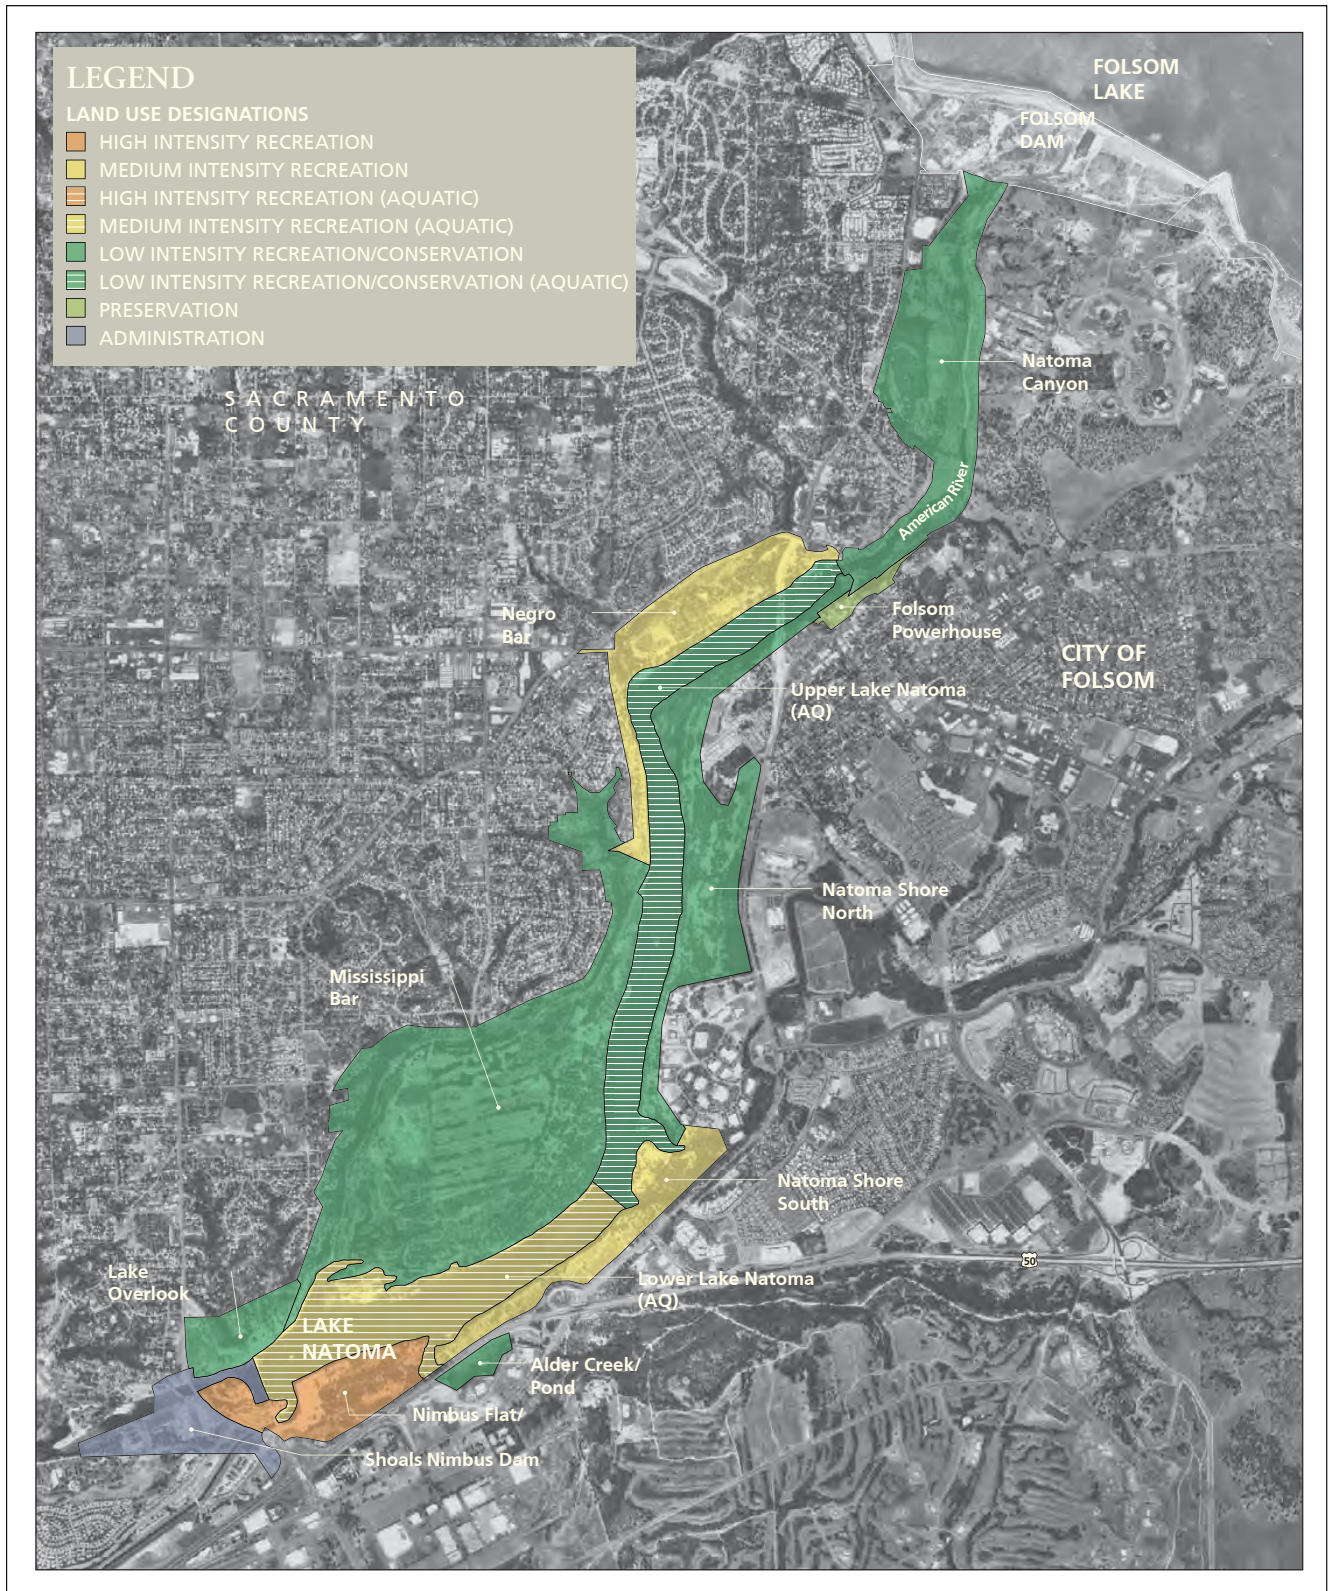 LEGEND
LAND USE DESIGNATIONS
HIGH INTENSITY RECREATION
MEDIUM INTENSITY RECREATION
HIGH INTENSITY RECREATION (AQUATIC)
MEDIUM INTENSITY RECREATION (AQUATIC)
LOW INTENSITY RECREATION/CONSERVATION
LOW INTENSITY RECREATION/CONSERVATION (AQUATIC)
PRESERVATION
ADMINISTRATION
FOLSOM
LAKE
FOLSOM
DAM
SACRAMENTO
COUNTY
Natoma
Canyon
American River
Negro
Bar
Folsom
Powerhouse
CITY OF
FOLSOM
Upper Lake Natoma
(AQ)
Natoma Shore
North
Mississippi
Bar
Natoma Shore
South
50
Lake
Overlook
Lower Lake Natoma
(AQ)
LAKE
NATOMA
Alder Creek/
Pond
Nimbus Flat/
Shoals Nimbus Dam